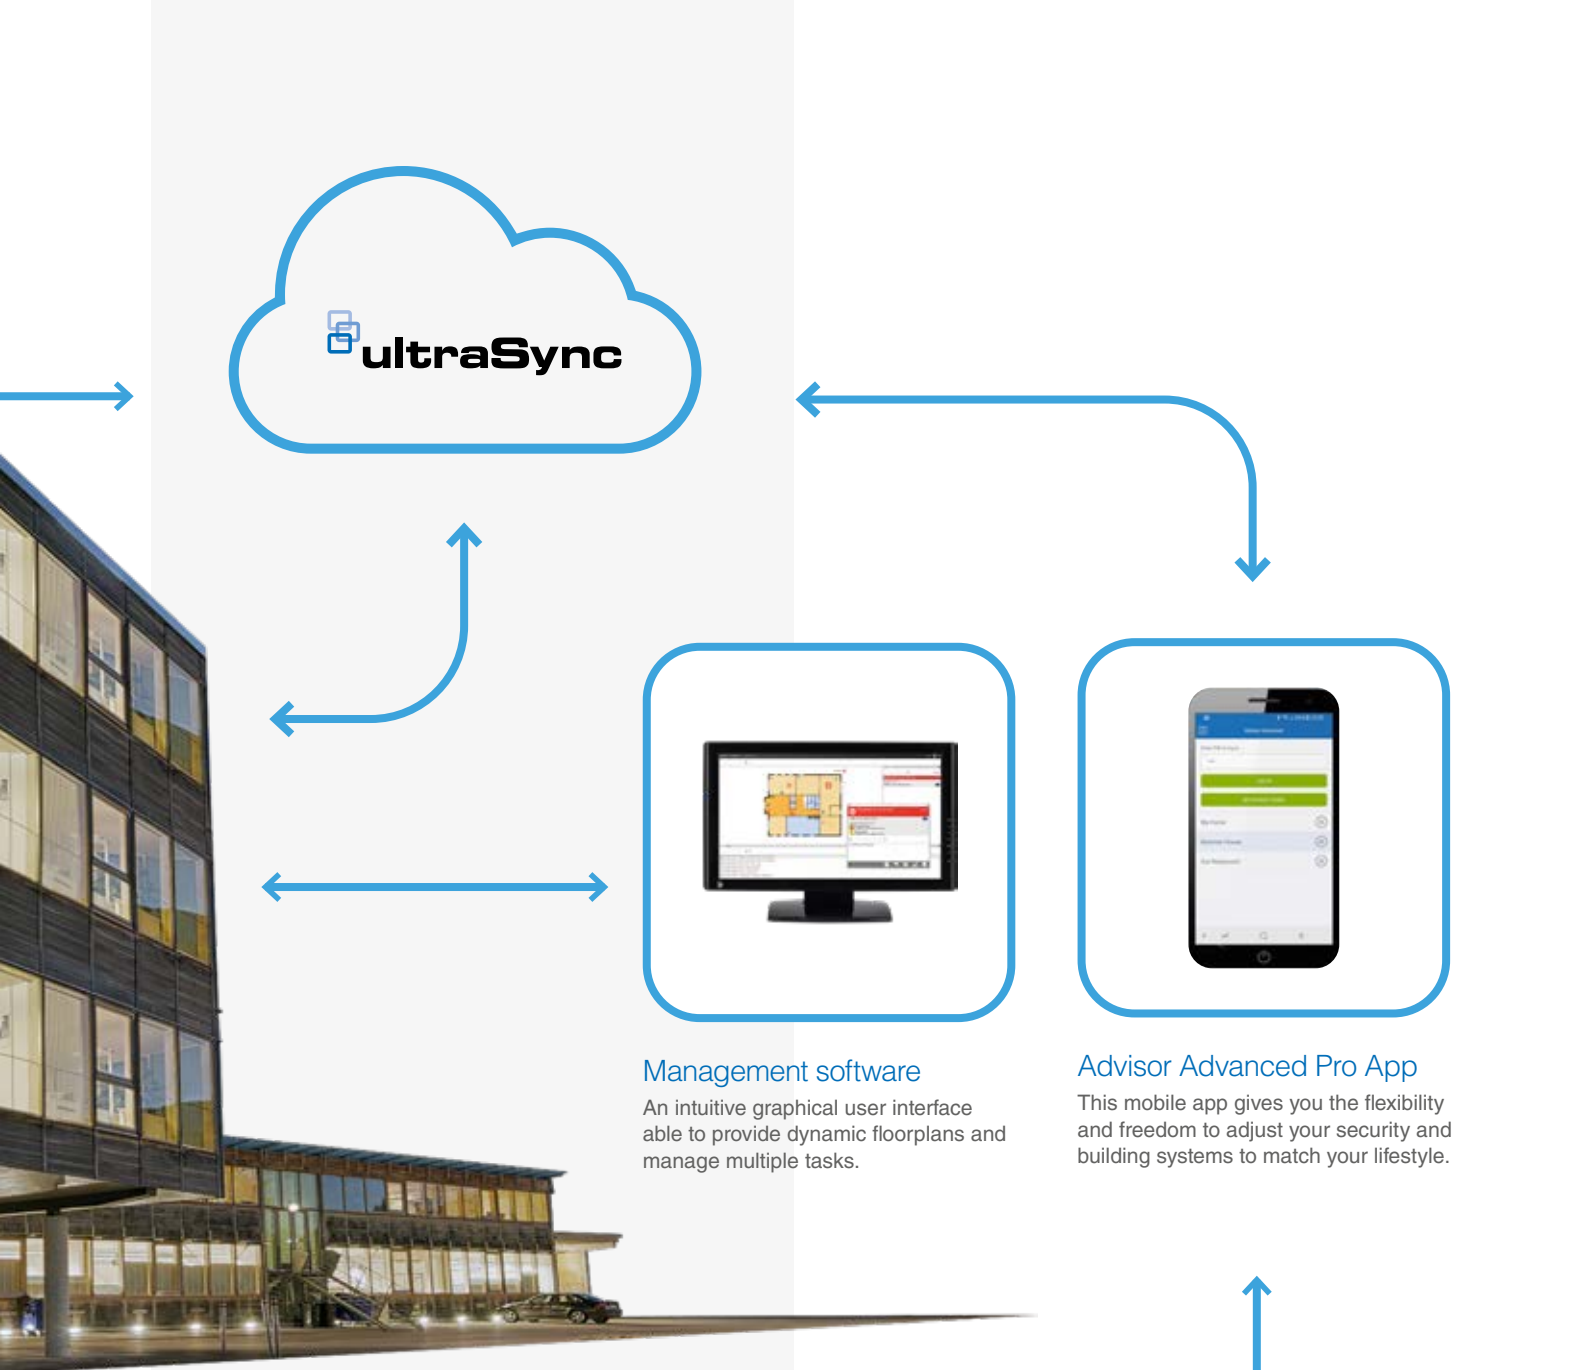 ultraSync
Management software
An intuitive graphical user interface
able to provide dynamic floorplans and
manage multiple tasks.
Advisor Advanced Pro App
This mobile app gives you the flexibility
and freedom to adjust your security and
building systems to match your lifestyle.